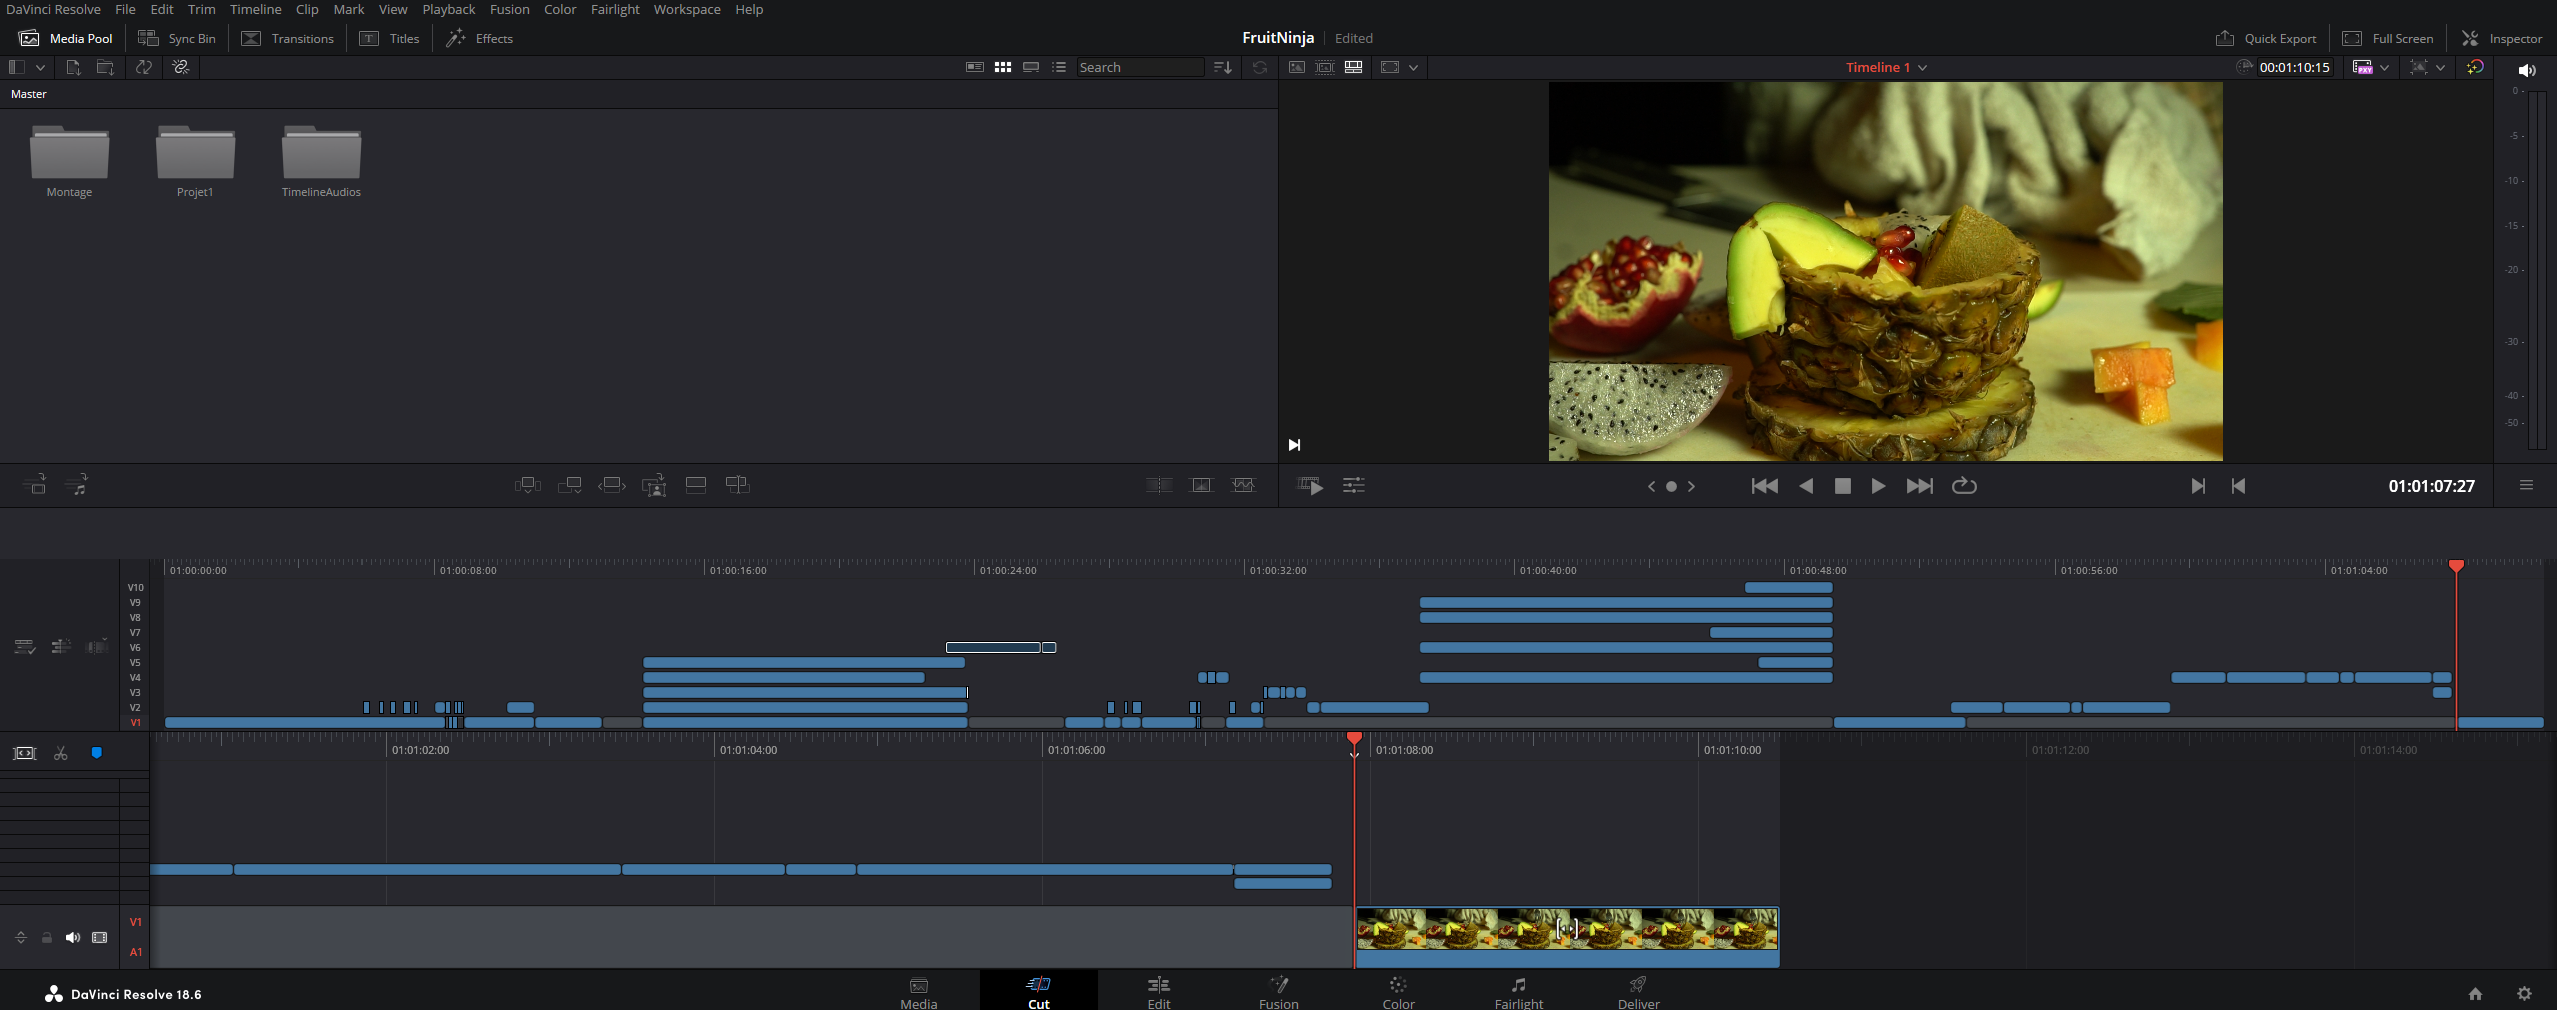 DaVinci Resolve File Edit Trim Timeline Clip Mark View Playback Fusion Color Fairlight Workspace Help
Media Pool Sync Bin Transitions Titles Effects FruitNinja Edited Quick Export Full Screen Inspector
Search Timeline 1 00:01:10:15
PXY
Master
Montage Projet1 TimelineAudios
0
-5
-10
-15
-20
-30
-40
-50
01:01:07:27
01:00:00:00 01:00:08:00 01:00:16:00 01:00:24:00 01:00:32:00 01:00:40:00 01:00:48:00 01:00:56:00 01:01:04:00
V10
V9
V8
V7
V6
V5
V4
V3
V2
V1
01:01:02:00 01:01:04:00 01:01:06:00 01:01:08:00 01:01:10:00 01:01:12:00 01:01:14:00
V1
A1
DaVinci Resolve 18.6
Media Cut Edit Fusion Color Fairlight Deliver